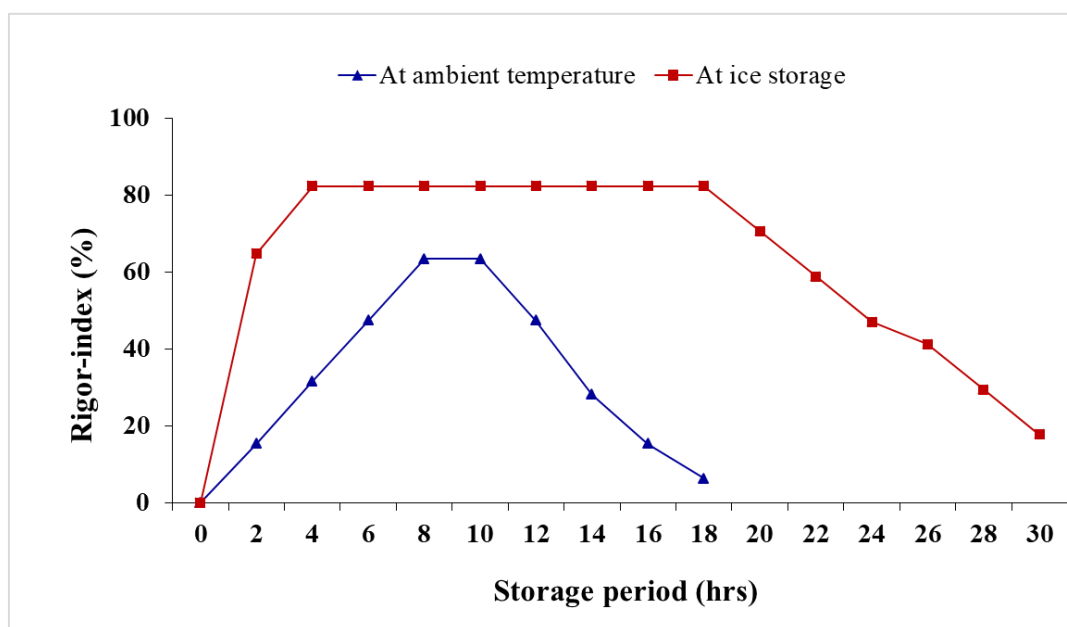 At ambient temperature At ice storage
100
80
60
40
20
0
Rigor-index (%)
0 2 4 6 8 10 12 14 16 18 20 22 24 26 28 30
Storage period (hrs)